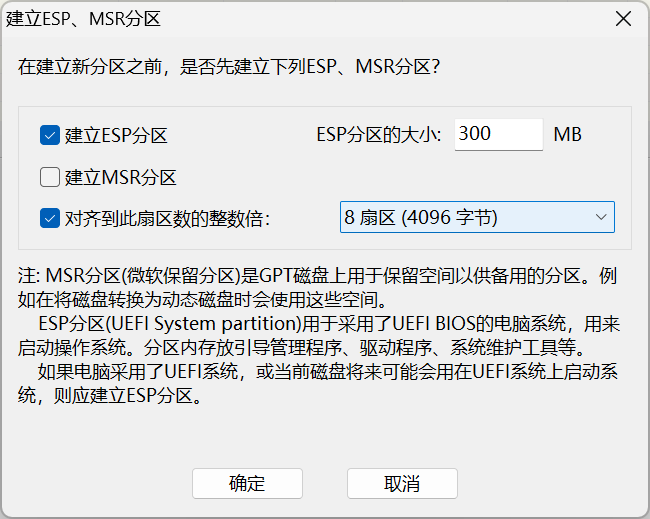 建立ESP、MSR分区
在建立新分区之前，是否先建立下列ESP、MSR分区?
建立ESP分区 ESP分区的大小: 300 MB
建立MSR分区
对齐到此扇区数的整数倍: 8 扇区 (4096 字节)
注: MSR分区(微软保留分区)是GPT磁盘上用于保留空间以供备用的分区。例
如在将磁盘转换为动态磁盘时会使用这些空间。
ESP分区(UEFI System partition)用于采用了UEFI BIOS的电脑系统，用来
启动操作系统。分区内存放引导管理程序、驱动程序、系统维护工具等。
如果电脑采用了UEFI系统，或当前磁盘将来可能会用在UEFI系统上启动系
统，则应建立ESP分区。
确定 取消